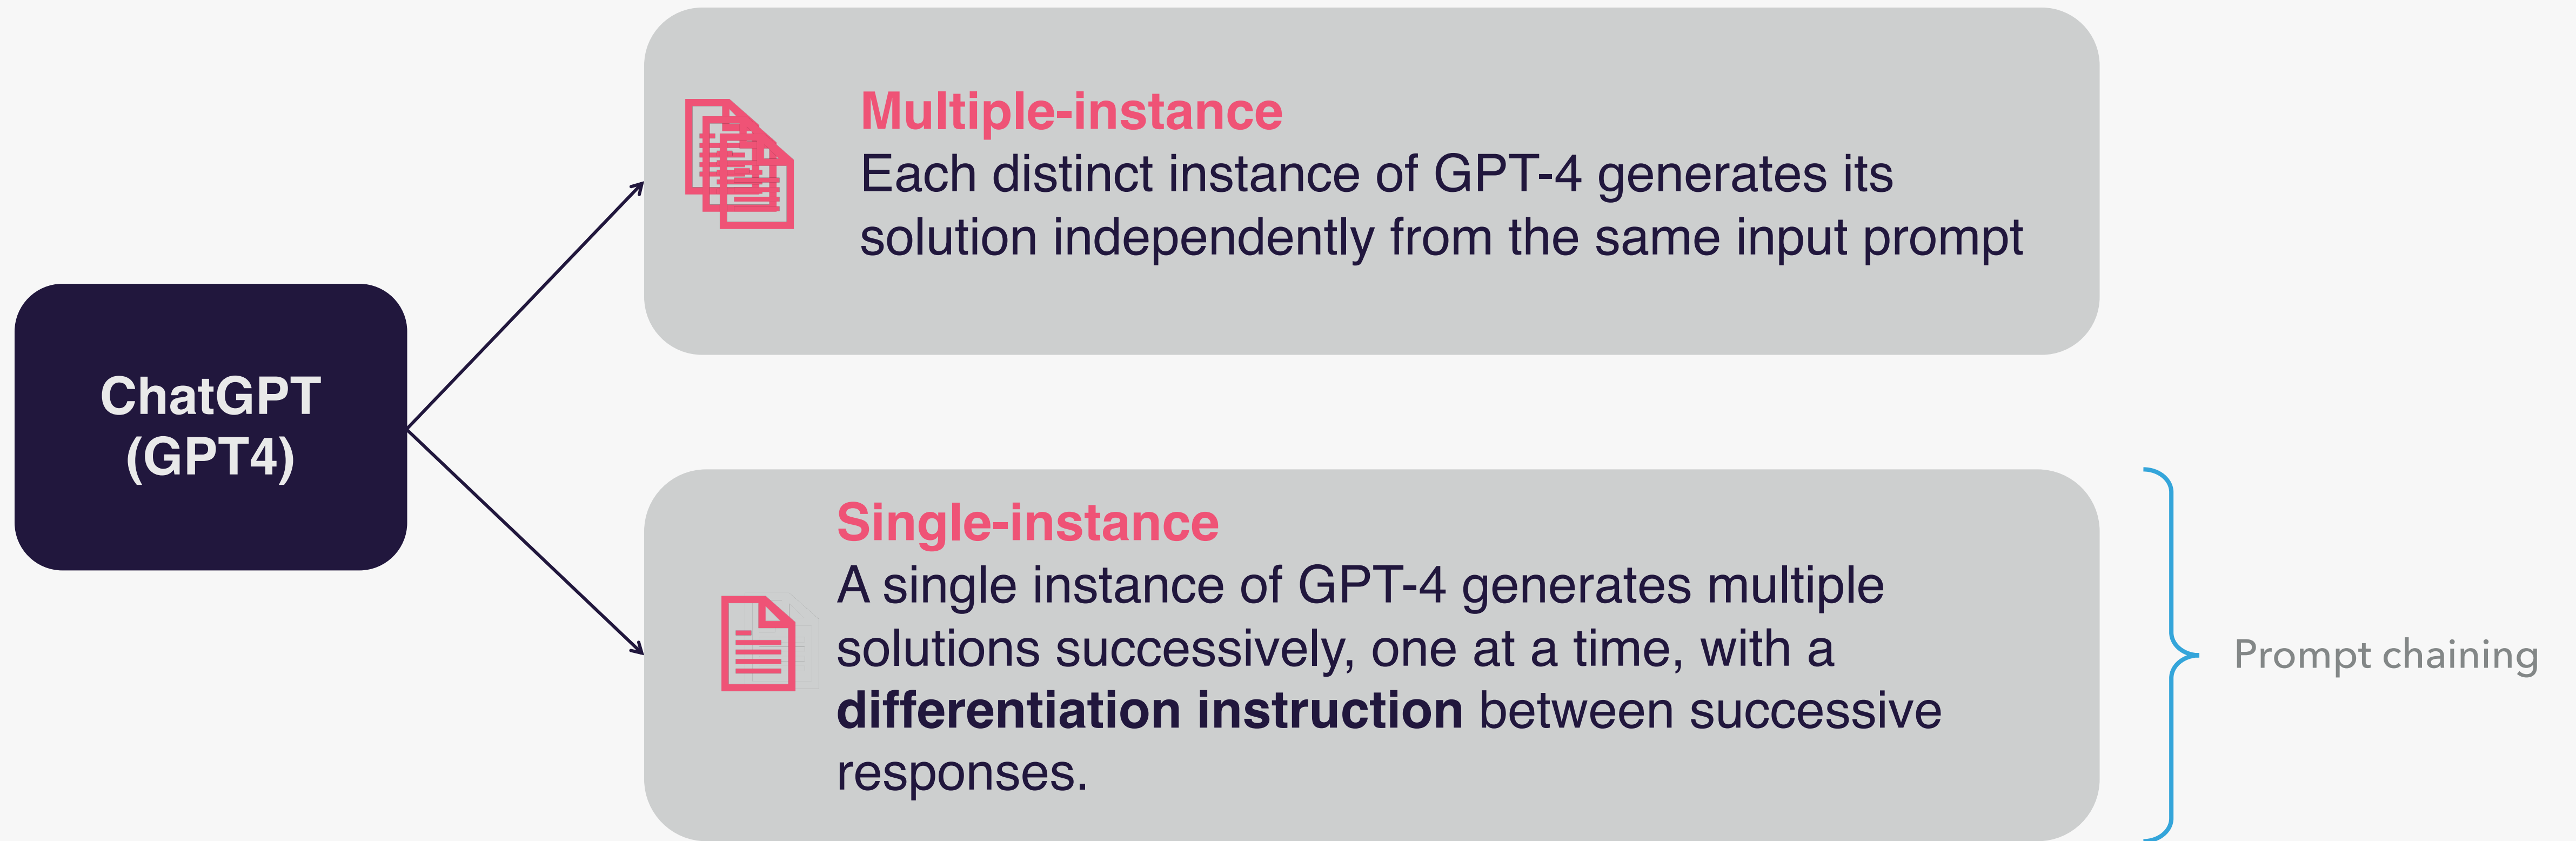 ChatGPT
(GPT4)
Multiple-instance
Each distinct instance of GPT-4 generates its
solution independently from the same input prompt
Single-instance
A single instance of GPT-4 generates multiple
solutions successively, one at a time, with a
differentiation instruction between successive
responses.
Prompt chaining